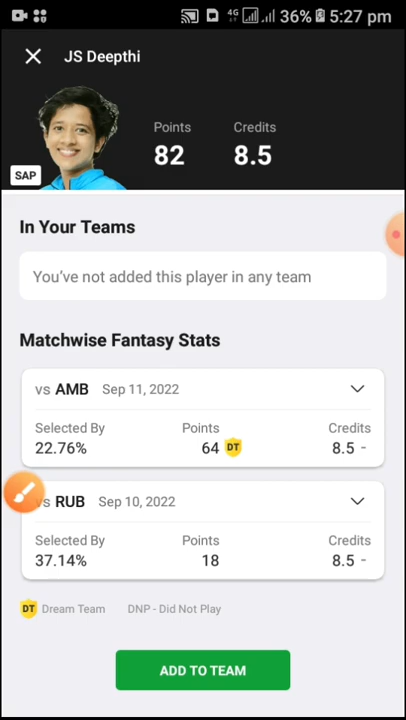 4G 36% 5:27 pm
JS Deepthi
Points Credits
82 8.5
SAP
In Your Teams
You've not added this player in any team
Matchwise Fantasy Stats
vs AMB Sep 11, 2022
Selected By Points Credits
22.76% 64 DT 8.5 -
vs RUB Sep 10, 2022
Selected By Points Credits
37.14% 18 8.5 -
DT Dream Team DNP - Did Not Play
ADD TO TEAM